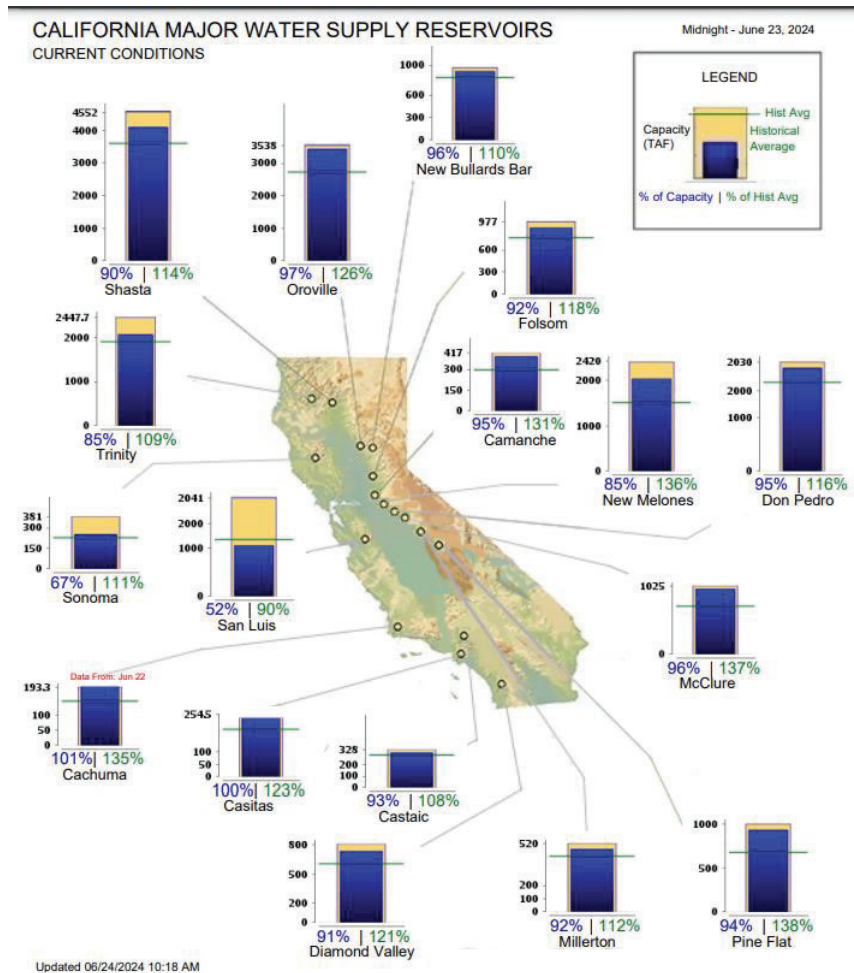 CALIFORNIA MAJOR WATER SUPPLY RESERVOIRS
Midnight - June 23, 2024
CURRENT CONDITIONS
LEGEND
Hist Avg
Capacity
(TAF)
Historical
Average
% of Capacity | % of Hist Avg
4552
4000
3000
2000
1000
0
90% | 114%
Shasta
3538
3000
2000
1000
0
97% | 126%
Oroville
1000
600
300
0
96% | 110%
New Bullards Bar
977
600
300
0
92% | 118%
Folsom
2447.7
2000
1000
0
85% | 109%
Trinity
417
300
150
0
95% | 131%
Camanche
2420
2000
1000
0
85% | 136%
New Melones
2030
2000
1000
0
95% | 116%
Don Pedro
381
300
150
0
67% | 111%
Sonoma
2041
2000
1000
0
52% | 90%
San Luis
1025
0
96% | 137%
McClure
Data From: Jun 22
193.3
100
50
0
101% | 135%
Cachuma
254.5
100
50
0
100% | 123%
Casitas
328
200
100
0
93% | 108%
Castaic
800
500
0
91% | 121%
Diamond Valley
520
200
100
0
92% | 112%
Millerton
1000
500
0
94% | 138%
Pine Flat
Updated 06/24/2024 10:18 AM